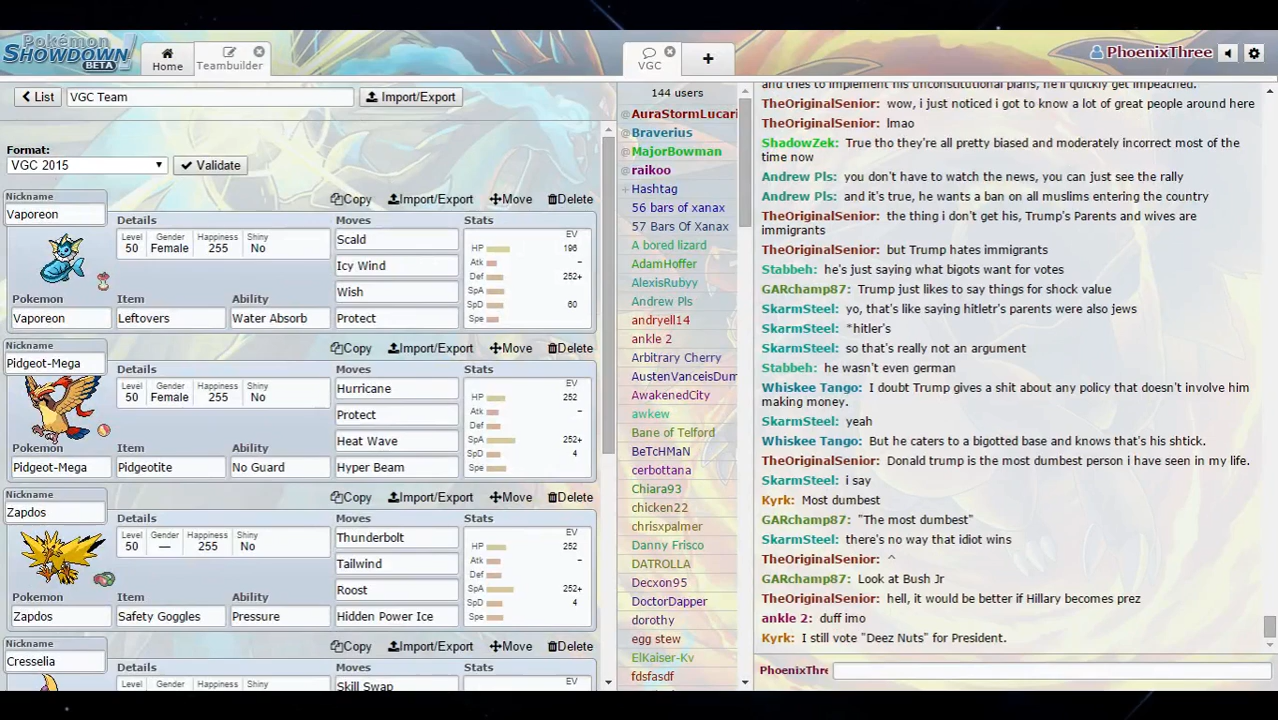 Pokémon
SHOWDOWN
BETA
Home
Teambuilder
VGC
+
PhoenixThree
List
VGC Team
Import/Export
Format:
VGC 2015
Validate
Nickname
Vaporeon
Copy Import/Export Move Delete
Details
Moves
Stats
Level Gender Happiness Shiny
50 Female 255 No
Scald
Icy Wind
Wish
Protect
EV
HP 196
Atk –
Def 252+
SpA
SpD 60
Spe
Pokemon Item Ability
Vaporeon Leftovers Water Absorb
Nickname
Pidgeot-Mega
Copy Import/Export Move Delete
Details
Moves
Stats
Level Gender Happiness Shiny
50 Female 255 No
Hurricane
Protect
Heat Wave
Hyper Beam
EV
HP 252
Atk –
Def
SpA 252+
SpD 4
Spe
Pokemon Item Ability
Pidgeot-Mega Pidgeotite No Guard
Nickname
Zapdos
Copy Import/Export Move Delete
Details
Moves
Stats
Level Gender Happiness Shiny
50 — 255 No
Thunderbolt
Tailwind
Roost
Hidden Power Ice
EV
HP 252
Atk –
Def
SpA 252+
SpD 4
Spe
Pokemon Item Ability
Zapdos Safety Goggles Pressure
Nickname
Cresselia
Copy Import/Export Move Delete
Details
Moves
Stats
Level Gender Happiness Shiny
Skill Swap
EV
144 users
@AuraStormLucari
@Braverius
@MajorBowman
@raikoo
+Hashtag
56 bars of xanax
57 Bars Of Xanax
A bored lizard
AdamHoffer
AlexisRubyy
Andrew Pls
andryell14
ankle 2
Arbitrary Cherry
AustenVanceisDum
AwakenedCity
awkew
Bane of Telford
BeTcHMaN
cerbottana
Chiara93
chicken22
chrisxpalmer
Danny Frisco
DATROLLA
Decxon95
DoctorDapper
dorothy
egg stew
ElKaiser-Kv
fdsfasdf
and tries to implement his unconstitutional plans, he'll quickly get impeached.
TheOriginalSenior: wow, i just noticed i got to know a lot of great people around here
TheOriginalSenior: lmao
ShadowZek: True tho they're all pretty biased and moderately incorrect most of the
time now
Andrew Pls: you don't have to watch the news, you can just see the rally
Andrew Pls: and it's true, he wants a ban on all muslims entering the country
TheOriginalSenior: the thing i don't get his, Trump's Parents and wives are
immigrants
TheOriginalSenior: but Trump hates immigrants
Stabbeh: he's just saying what bigots want for votes
GARchamp87: Trump just likes to say things for shock value
SkarmSteel: yo, that's like saying hitletr's parents were also jews
SkarmSteel: *hitler's
SkarmSteel: so that's really not an argument
Stabbeh: he wasn't even german
Whiskee Tango: I doubt Trump gives a shit about any policy that doesn't involve him
making money.
SkarmSteel: yeah
Whiskee Tango: But he caters to a bigotted base and knows that's his shtick.
TheOriginalSenior: Donald trump is the most dumbest person i have seen in my life.
SkarmSteel: i say
Kyrk: Most dumbest
GARchamp87: "The most dumbest"
SkarmSteel: there's no way that idiot wins
TheOriginalSenior: ^
GARchamp87: Look at Bush Jr
TheOriginalSenior: hell, it would be better if Hillary becomes prez
ankle 2: duff imo
Kyrk: I still vote "Deez Nuts" for President.
PhoenixThre